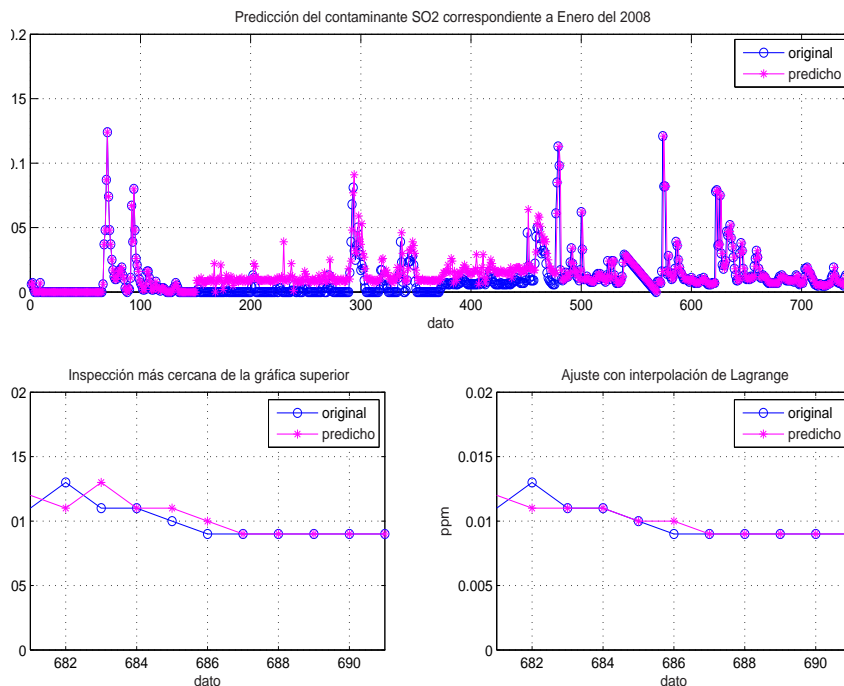 Predicción del contaminante SO2 correspondiente a Enero del 2008
0.2
15
0.1
05
0
0 100 200 300 400 500 600 700
dato
original
predicho
Inspección más cercana de la gráfica superior
02
15
01
05
0
682 684 686 688 690
dato
original
predicho
Ajuste con interpolación de Lagrange
0.02
0.015
0.01
0.005
0
ppm
682 684 686 688 690
dato
original
predicho